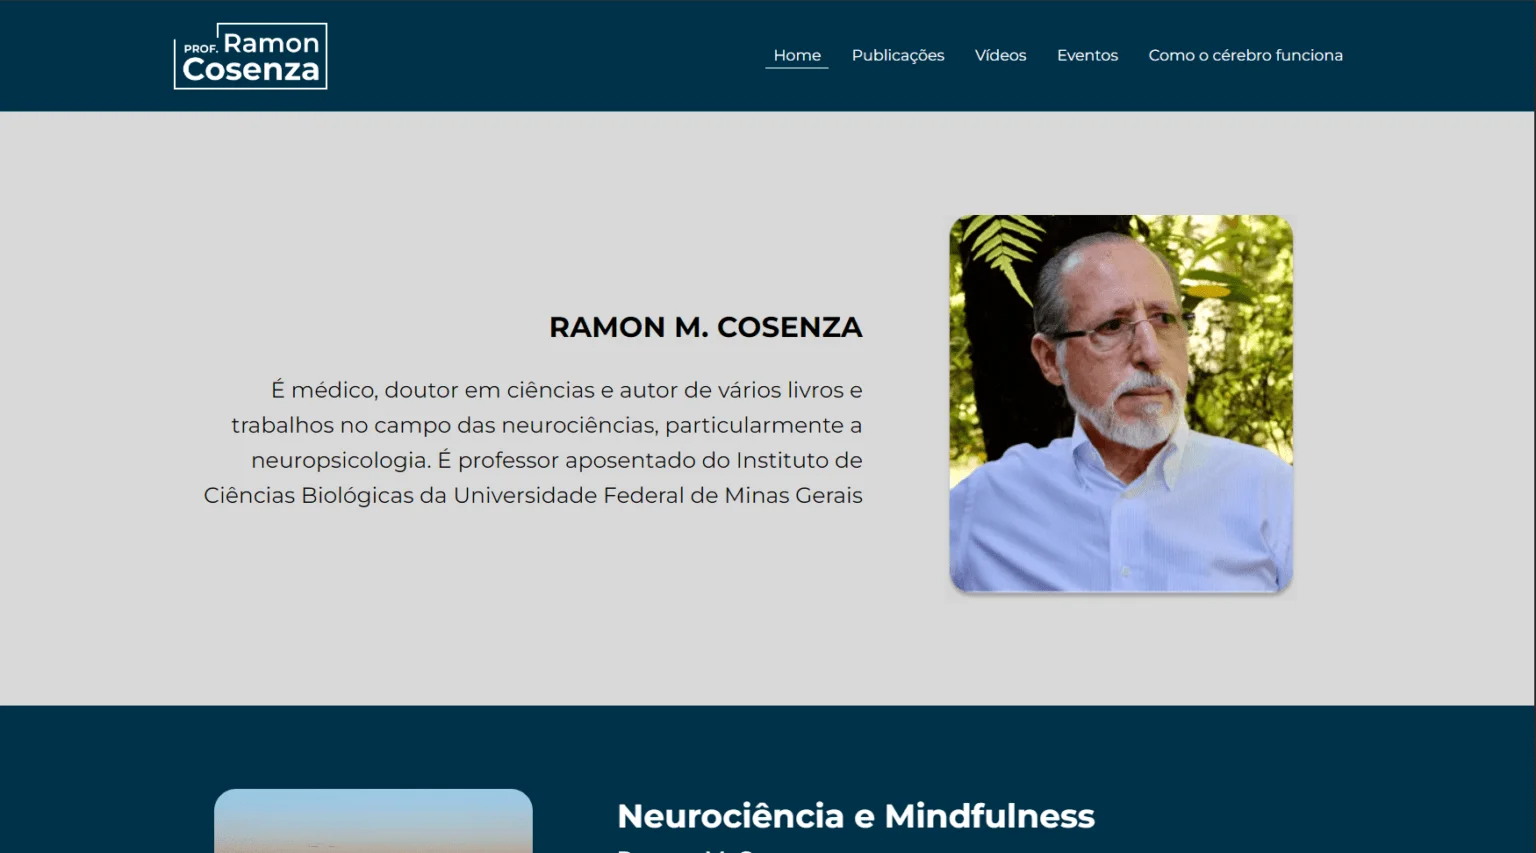 PROF. Ramon
Cosenza
Home
Publicações
Vídeos
Eventos
Como o cérebro funciona
RAMON M. COSENZA
É médico, doutor em ciências e autor de vários livros e
trabalhos no campo das neurociências, particularmente a
neuropsicologia. É professor aposentado do Instituto de
Ciências Biológicas da Universidade Federal de Minas Gerais
Neurociência e Mindfulness